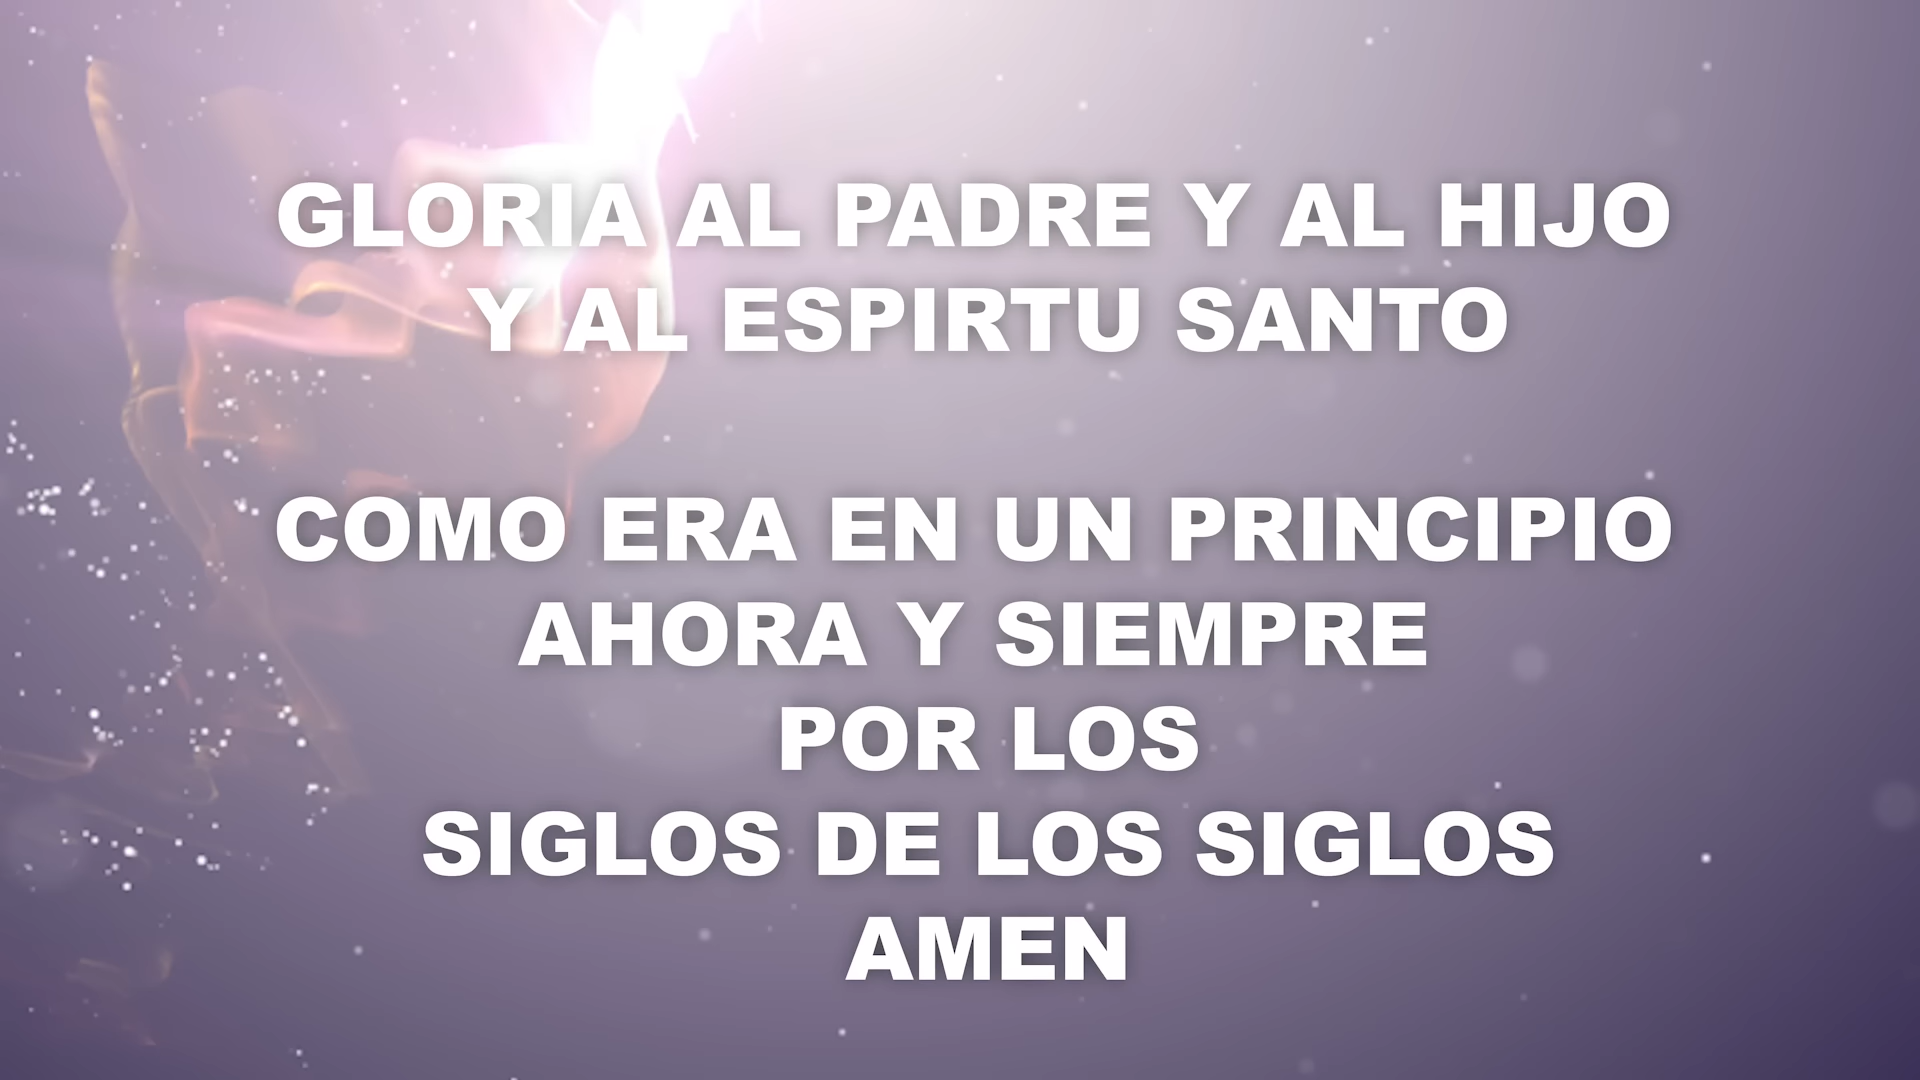 GLORIA AL PADRE Y AL HIJO
Y AL ESPIRTU SANTO
COMO ERA EN UN PRINCIPIO
AHORA Y SIEMPRE
POR LOS
SIGLOS DE LOS SIGLOS
AMEN